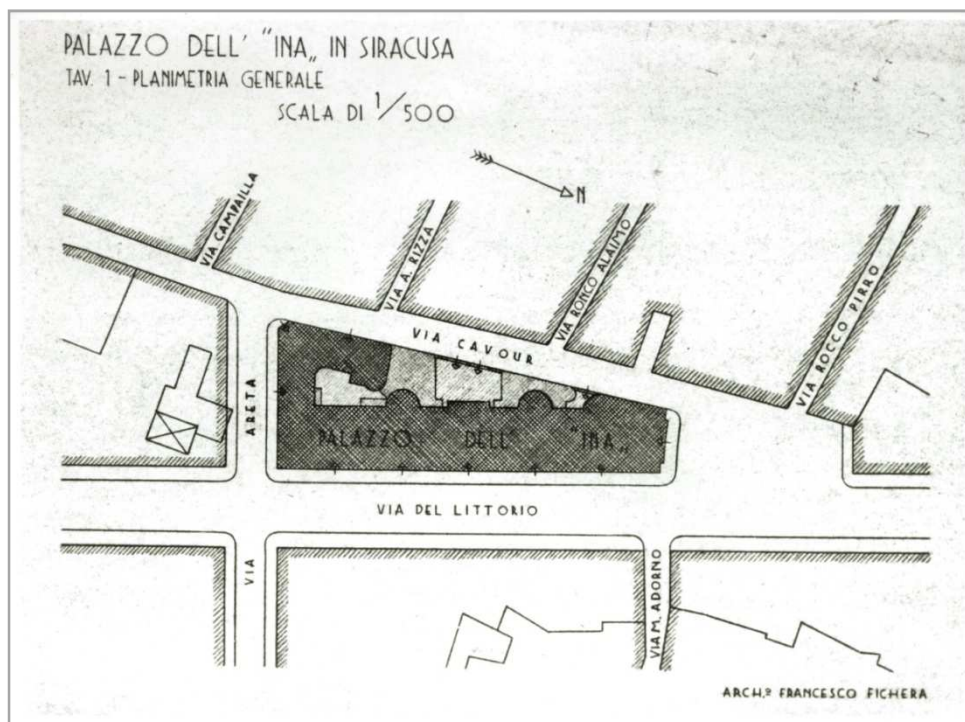 PALAZZO DELL' "INA„ IN SIRACUSA
TAV. 1 - PLANIMETRIA GENERALE
SCALA DI 1/500
N
VIA CAMPAILLA
VIA A. RIZZA
VIA RONCO ALAIMO
VIA ROCCO PIRRO
VIA CAVOUR
ARETA
PALAZZO DELL' "INA„
VIA DEL LITTORIO
VIA
VIA M. ADORNO
ARCH.º FRANCESCO FICHERA